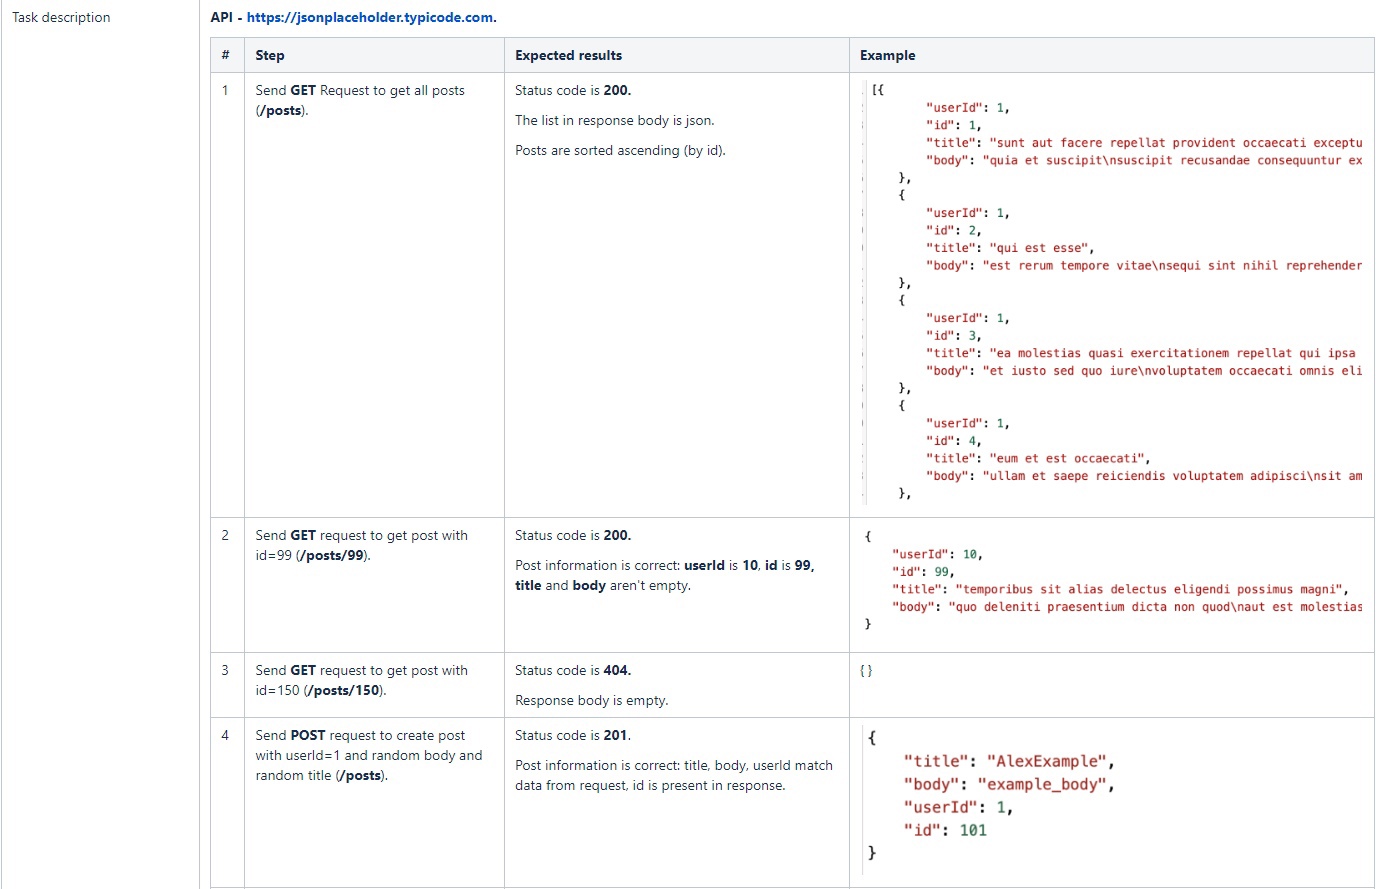 Task description
API - https://jsonplaceholder.typicode.com.
# Step Expected results Example
1
Send GET Request to get all posts
(/posts).
Status code is 200.
The list in response body is json.
Posts are sorted ascending (by id).
[{
"userId": 1,
"id": 1,
"title": "sunt aut facere repellat provident occaecati exceptu
"body": "quia et suscipit\nsuscipit recusandae consequuntur ex
},
{
"userId": 1,
"id": 2,
"title": "qui est esse",
"body": "est rerum tempore vitae\nsequi sint nihil reprehender
},
{
"userId": 1,
"id": 3,
"title": "ea molestias quasi exercitationem repellat qui ipsa
"body": "et iusto sed quo iure\nvoluptatem occaecati omnis eli
},
{
"userId": 1,
"id": 4,
"title": "eum et est occaecati",
"body": "ullam et saepe reiciendis voluptatem adipisci\nsit am
},
2
Send GET request to get post with
id=99 (/posts/99).
Status code is 200.
Post information is correct: userId is 10, id is 99,
title and body aren't empty.
{
"userId": 10,
"id": 99,
"title": "temporibus sit alias delectus eligendi possimus magni",
"body": "quo deleniti praesentium dicta non quod\naut est molestias
}
3
Send GET request to get post with
id=150 (/posts/150).
Status code is 404.
Response body is empty.
{}
4
Send POST request to create post
with userId=1 and random body and
random title (/posts).
Status code is 201.
Post information is correct: title, body, userId match
data from request, id is present in response.
{
"title": "AlexExample",
"body": "example_body",
"userId": 1,
"id": 101
}